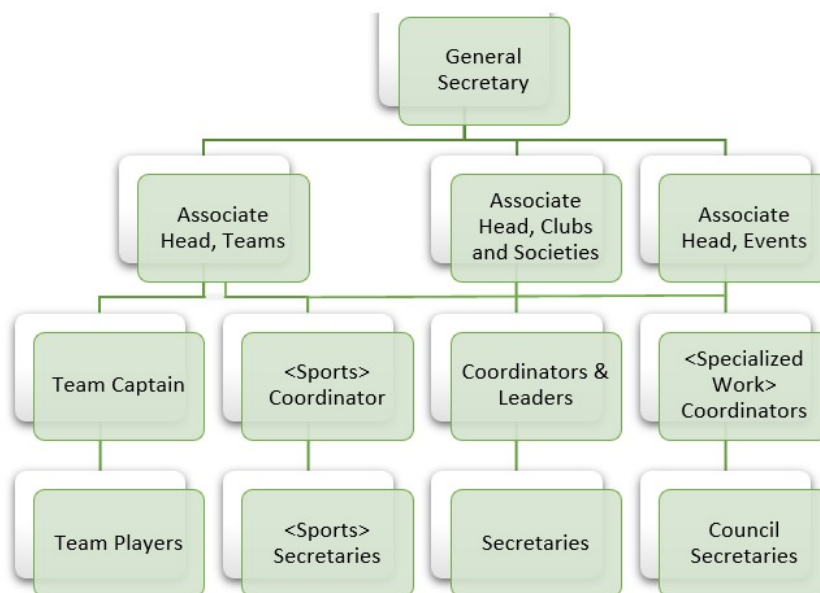 General
Secretary
Associate
Head, Teams
Associate
Head, Clubs
and Societies
Associate
Head, Events
Team Captain
<Sports>
Coordinator
Coordinators &
Leaders
<Specialized
Work>
Coordinators
Team Players
<Sports>
Secretaries
Secretaries
Council
Secretaries